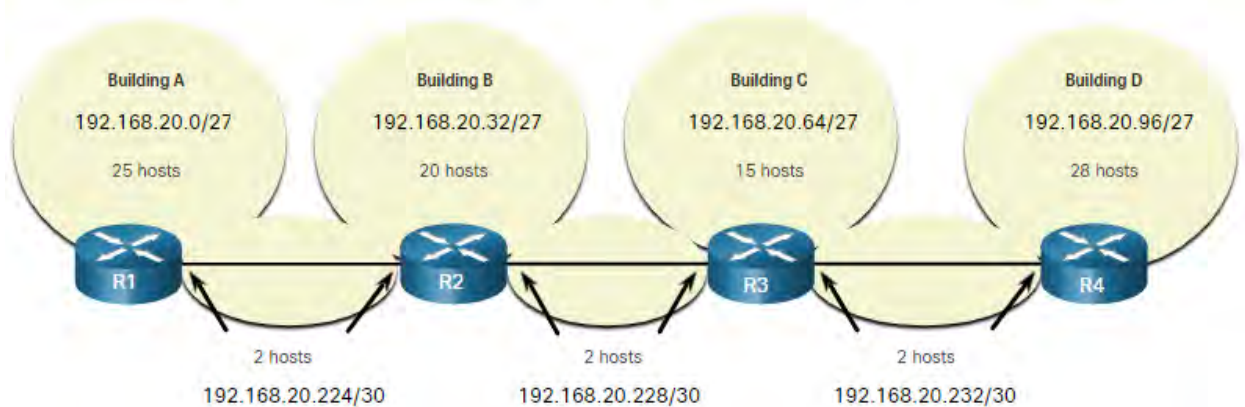 Building A
192.168.20.0/27
25 hosts
Building B
192.168.20.32/27
20 hosts
Building C
192.168.20.64/27
15 hosts
Building D
192.168.20.96/27
28 hosts
R1
R2
R3
R4
2 hosts
192.168.20.224/30
2 hosts
192.168.20.228/30
2 hosts
192.168.20.232/30